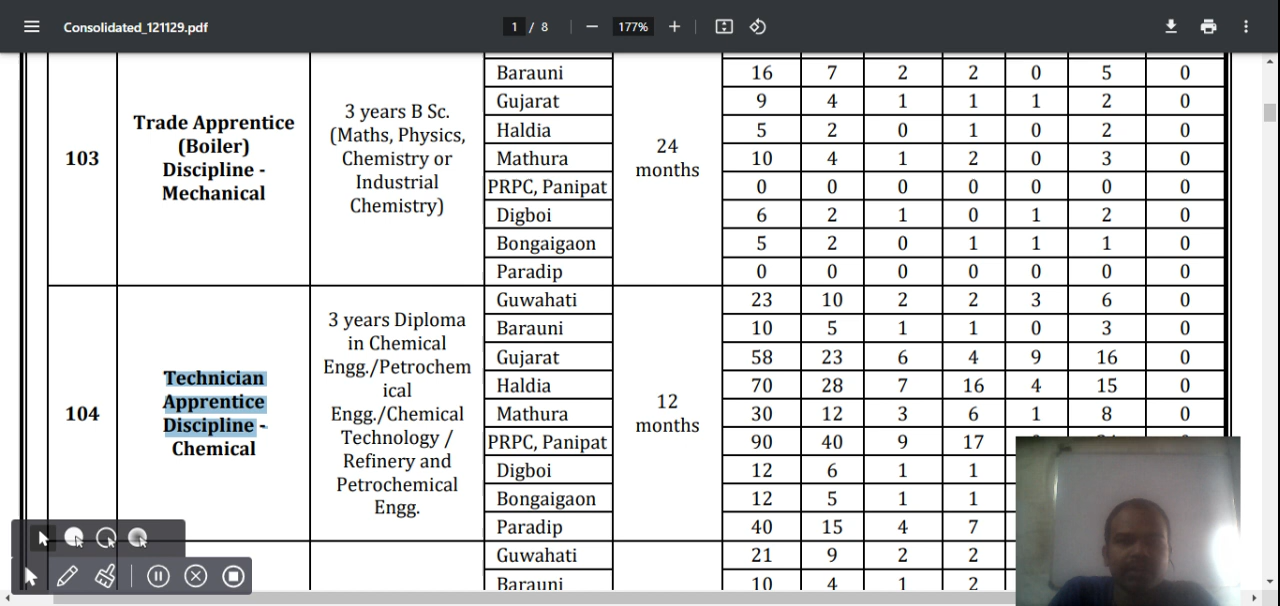 Consolidated_121129.pdf
1 / 8
177%
103
Trade Apprentice
(Boiler)
Discipline -
Mechanical
3 years B Sc.
(Maths, Physics,
Chemistry or
Industrial
Chemistry)
24
months
Barauni 16 7 2 2 0 5 0
Gujarat 9 4 1 1 1 2 0
Haldia 5 2 0 1 0 2 0
Mathura 10 4 1 2 0 3 0
PRPC, Panipat 0 0 0 0 0 0 0
Digboi 6 2 1 0 1 2 0
Bongaigaon 5 2 0 1 1 1 0
Paradip 0 0 0 0 0 0 0
104
Technician
Apprentice
Discipline -
Chemical
3 years Diploma
in Chemical
Engg./Petrochem
ical
Engg./Chemical
Technology /
Refinery and
Petrochemical
Engg.
12
months
Guwahati 23 10 2 2 3 6 0
Barauni 10 5 1 1 0 3 0
Gujarat 58 23 6 4 9 16 0
Haldia 70 28 7 16 4 15 0
Mathura 30 12 3 6 1 8 0
PRPC, Panipat 90 40 9 17
Digboi 12 6 1 1
Bongaigaon 12 5 1 1
Paradip 40 15 4 7
Guwahati 21 9 2 2
Barauni 10 4 1 2